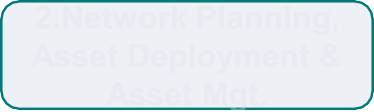 2.Network Planning,
Asset Deployment &
Asset Mgt.